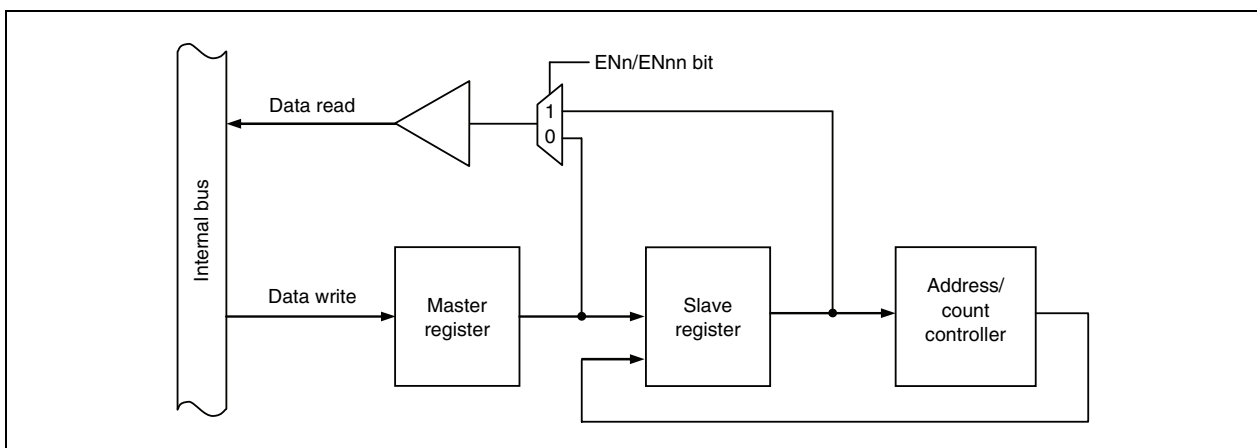 ENn/ENnn bit
Data read
1
0
Internal bus
Data write
Master
register
Slave
register
Address/
count
controller